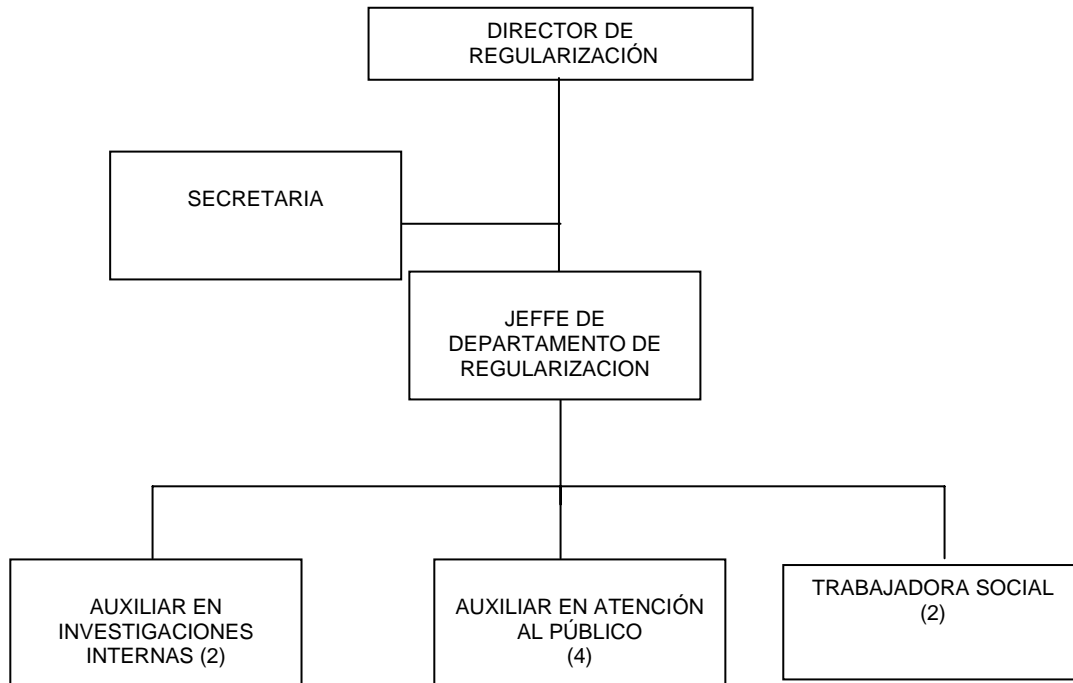 DIRECTOR DE
REGULARIZACIÓN
SECRETARIA
JEFFE DE
DEPARTAMENTO DE
REGULARIZACION
AUXILIAR EN
INVESTIGACIONES
INTERNAS (2)
AUXILIAR EN ATENCIÓN
AL PÚBLICO
(4)
TRABAJADORA SOCIAL
(2)